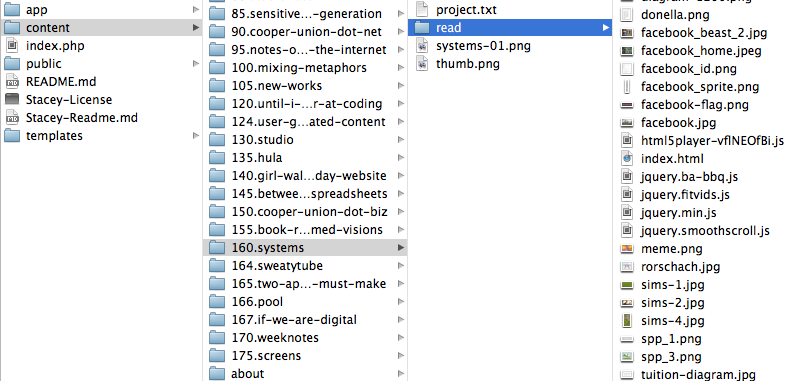 app
content
index.php
public
README.md
Stacey-License
Stacey-Readme.md
templates
85.sensitive...-generation
90.cooper-union-dot-net
95.notes-o...-the-internet
100.mixing-metaphors
105.new-works
120.until-i-...r-at-coding
124.user-g...ated-content
130.studio
135.hula
140.girl-wal...day-website
145.betwee...spreadsheets
150.cooper-union-dot-biz
155.book-r...med-visions
160.systems
164.sweatytube
165.two-ap...-must-make
166.pool
167.if-we-are-digital
170.weeknotes
175.screens
about
project.txt
read
systems-01.png
thumb.png
donella.png
facebook_beast_2.jpg
facebook_home.jpeg
facebook_id.png
facebook_sprite.png
facebook-flag.png
facebook.jpg
html5player-vflNEOfBi.js
index.html
jquery.ba-bbq.js
jquery.fitvids.js
jquery.min.js
jquery.smoothscroll.js
meme.png
rorschach.jpg
sims-1.jpg
sims-2.jpg
sims-4.jpg
spp_1.png
spp_3.png
tuition-diagram.jpg